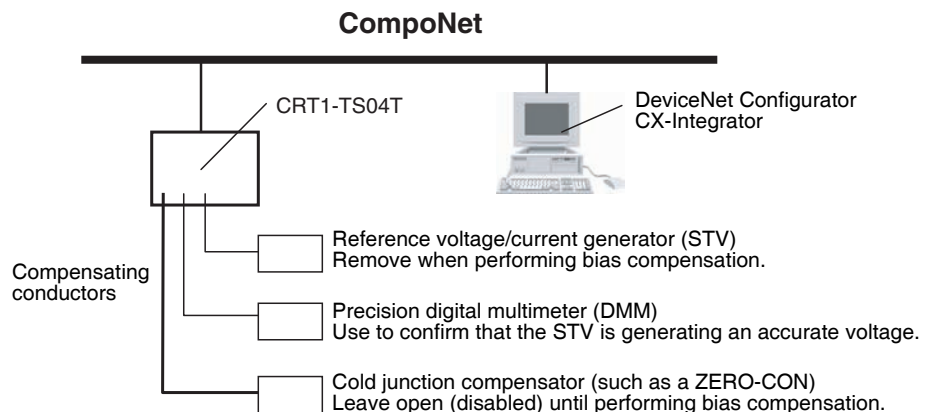 CompoNet
CRT1-TS04T
DeviceNet Configurator
CX-Integrator
Reference voltage/current generator (STV)
Remove when performing bias compensation.
Compensating
conductors
Precision digital multimeter (DMM)
Use to confirm that the STV is generating an accurate voltage.
Cold junction compensator (such as a ZERO-CON)
Leave open (disabled) until performing bias compensation.